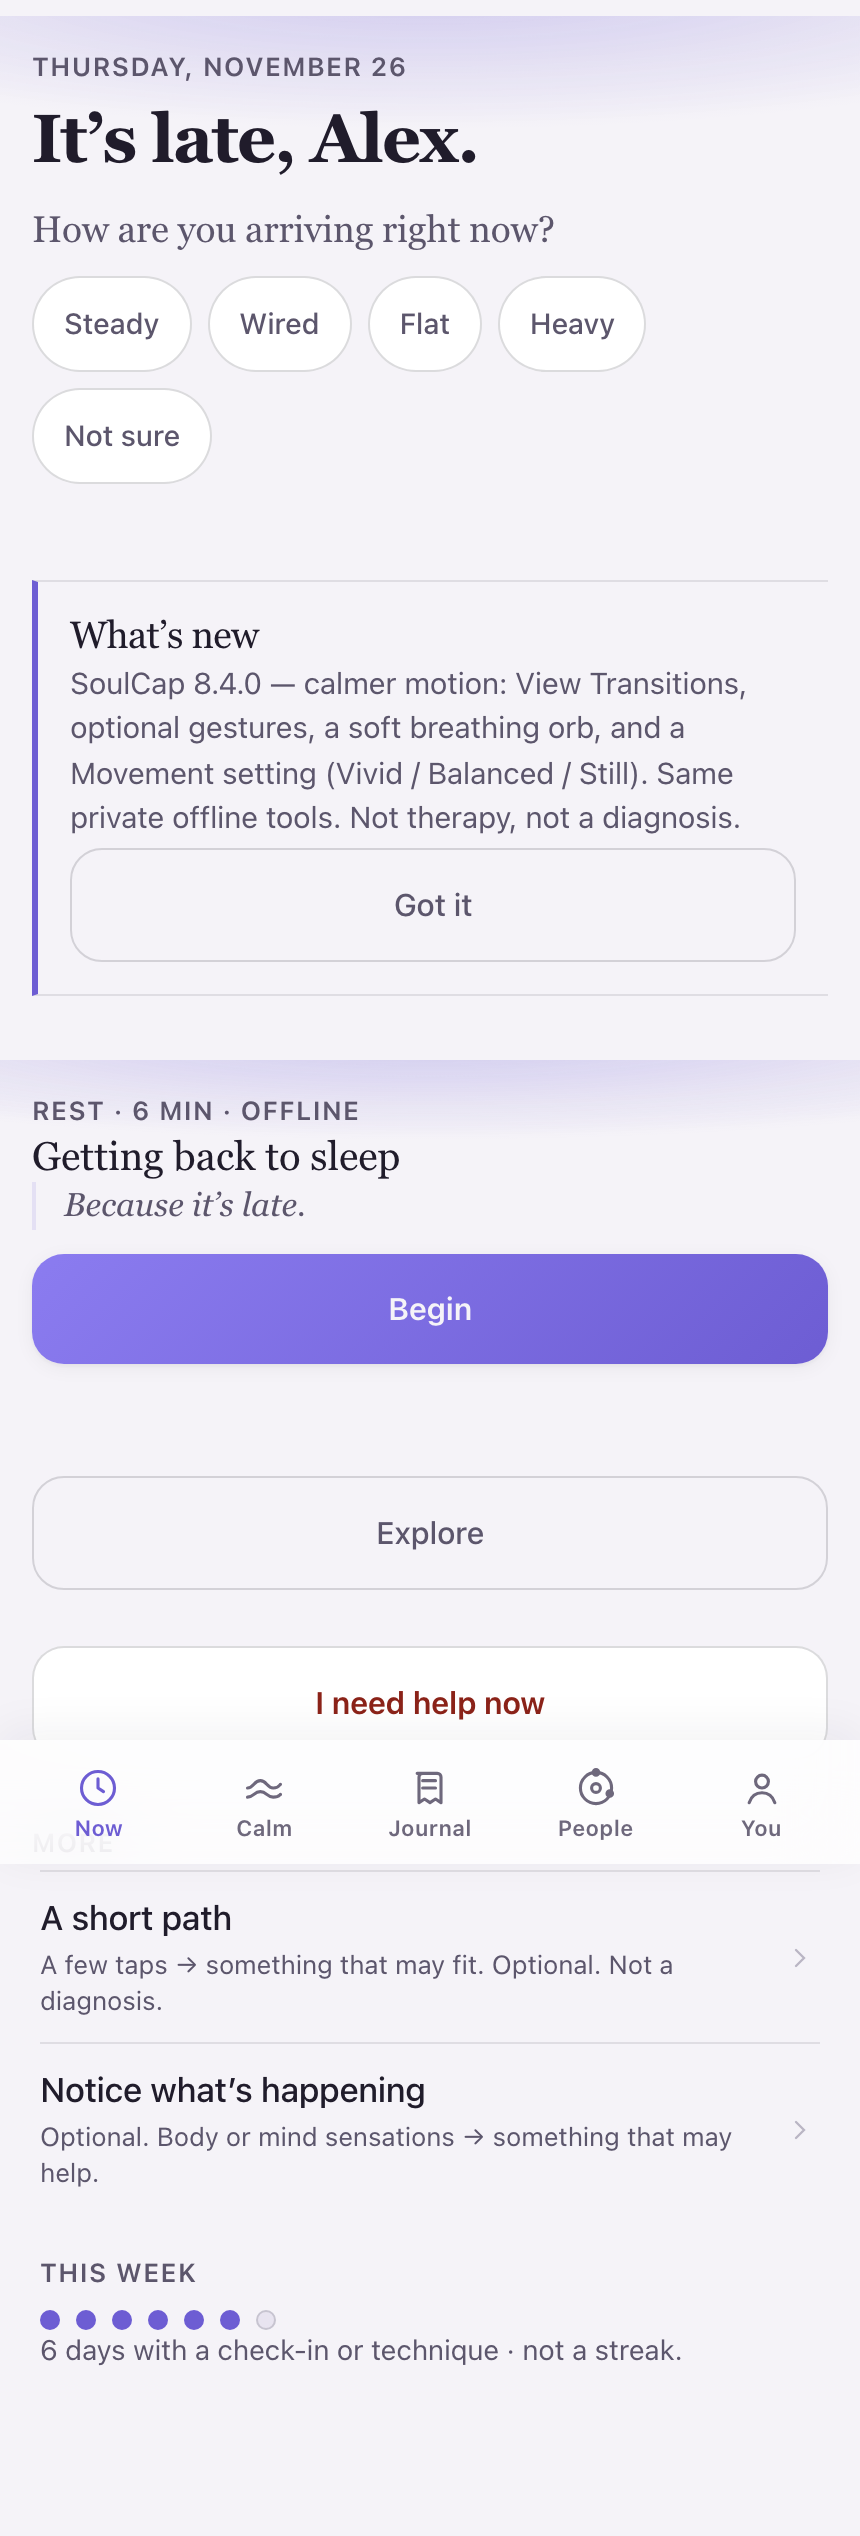 THURSDAY, NOVEMBER 26
It’s late, Alex.
How are you arriving right now?
Steady
Wired
Flat
Heavy
Not sure
What’s new
SoulCap 8.4.0 — calmer motion: View Transitions,
optional gestures, a soft breathing orb, and a
Movement setting (Vivid / Balanced / Still). Same
private offline tools. Not therapy, not a diagnosis.
Got it
REST · 6 MIN · OFFLINE
Getting back to sleep
Because it’s late.
Begin
Explore
I need help now
Now
Calm
Journal
People
You
MORE
A short path
A few taps → something that may fit. Optional. Not a
diagnosis.
Notice what’s happening
Optional. Body or mind sensations → something that may
help.
THIS WEEK
6 days with a check-in or technique · not a streak.